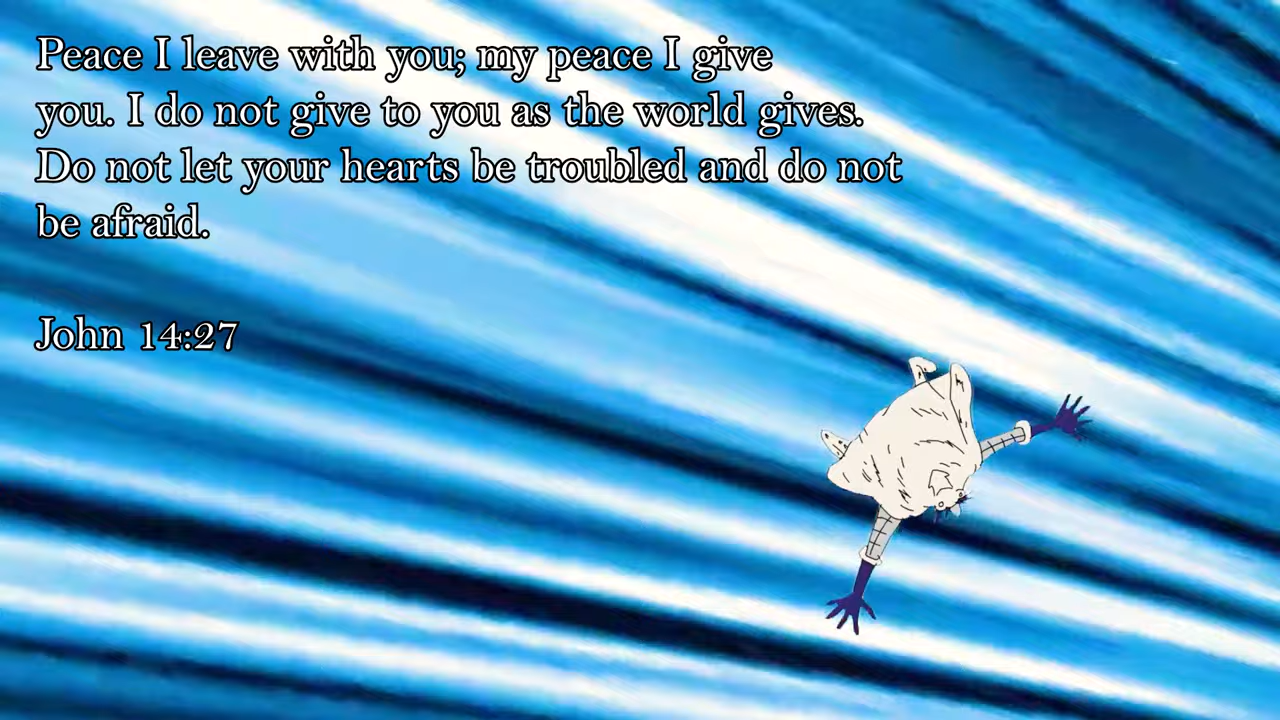 Peace I leave with you; my peace I give
you. I do not give to you as the world gives.
Do not let your hearts be troubled and do not
be afraid.
John 14:27